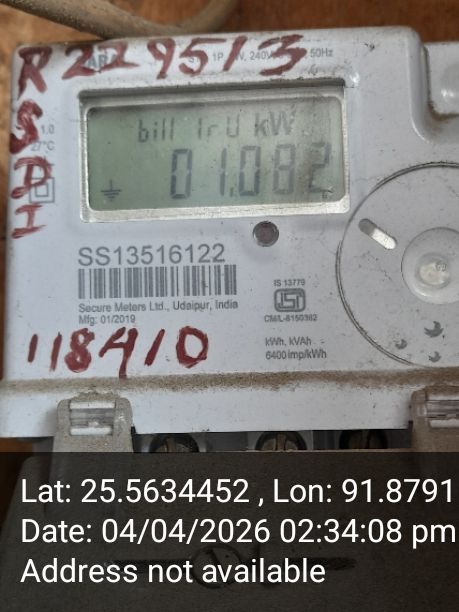 R229513
S
D
I
1P
240V
50Hz
1.0
27°C
bill TrU kW
01.082
SS13516122
Secure Meters Ltd., Udaipur, India
Mfg: 01/2019
IS 13779
CM/L-8150362
kWh, kVAh
6400 imp/kWh
118410
Lat: 25.5634452 , Lon: 91.8791
Date: 04/04/2026 02:34:08 pm
Address not available